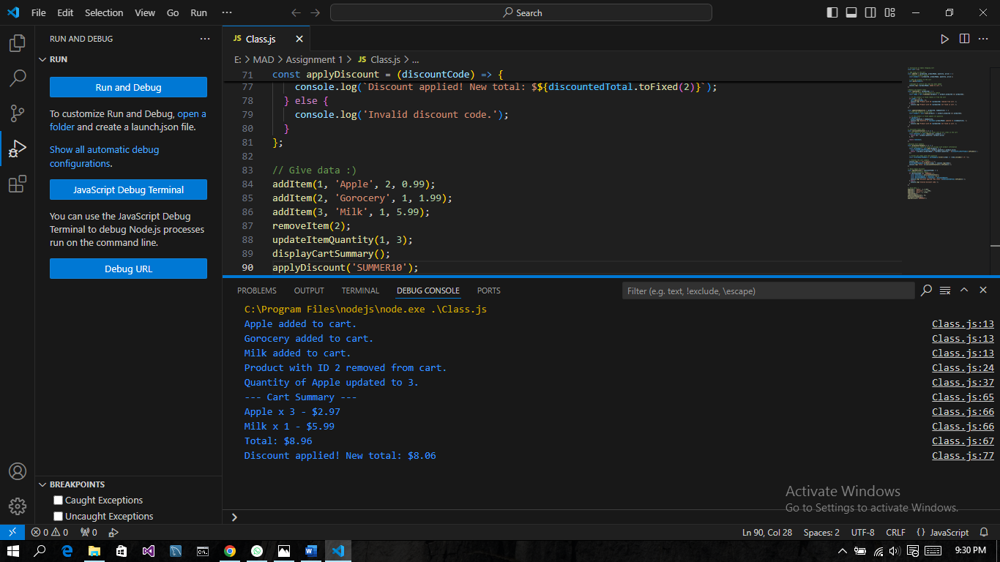 File Edit Selection View Go Run ··· Search
RUN AND DEBUG ···
RUN
Run and Debug
To customize Run and Debug, open a
folder and create a launch.json file.
Show all automatic debug
configurations.
JavaScript Debug Terminal
You can use the JavaScript Debug
Terminal to debug Node.js processes
run on the command line.
Debug URL
BREAKPOINTS
Caught Exceptions
Uncaught Exceptions
JS Class.js
E: > MAD > Assignment 1 > JS Class.js > ...
71 const applyDiscount = (discountCode) => {
77 console.log(`Discount applied! New total: $${discountedTotal.toFixed(2)}`);
78 } else {
79 console.log('Invalid discount code.');
80 }
81 };
82
83 // Give data :)
84 addItem(1, 'Apple', 2, 0.99);
85 addItem(2, 'Gorocery', 1, 1.99);
86 addItem(3, 'Milk', 1, 5.99);
87 removeItem(2);
88 updateItemQuantity(1, 3);
89 displayCartSummary();
90 applyDiscount('SUMMER10');
PROBLEMS OUTPUT TERMINAL DEBUG CONSOLE PORTS Filter (e.g. text, !exclude, \escape)
C:\Program Files\nodejs\node.exe .\Class.js
Apple added to cart. Class.js:13
Gorocery added to cart. Class.js:13
Milk added to cart. Class.js:13
Product with ID 2 removed from cart. Class.js:24
Quantity of Apple updated to 3. Class.js:37
--- Cart Summary --- Class.js:65
Apple x 3 - $2.97 Class.js:66
Milk x 1 - $5.99 Class.js:66
Total: $8.96 Class.js:67
Discount applied! New total: $8.06 Class.js:77
Activate Windows
Go to Settings to activate Windows.
0 0 0 Ln 90, Col 28 Spaces: 2 UTF-8 CRLF {} JavaScript
9:30 PM